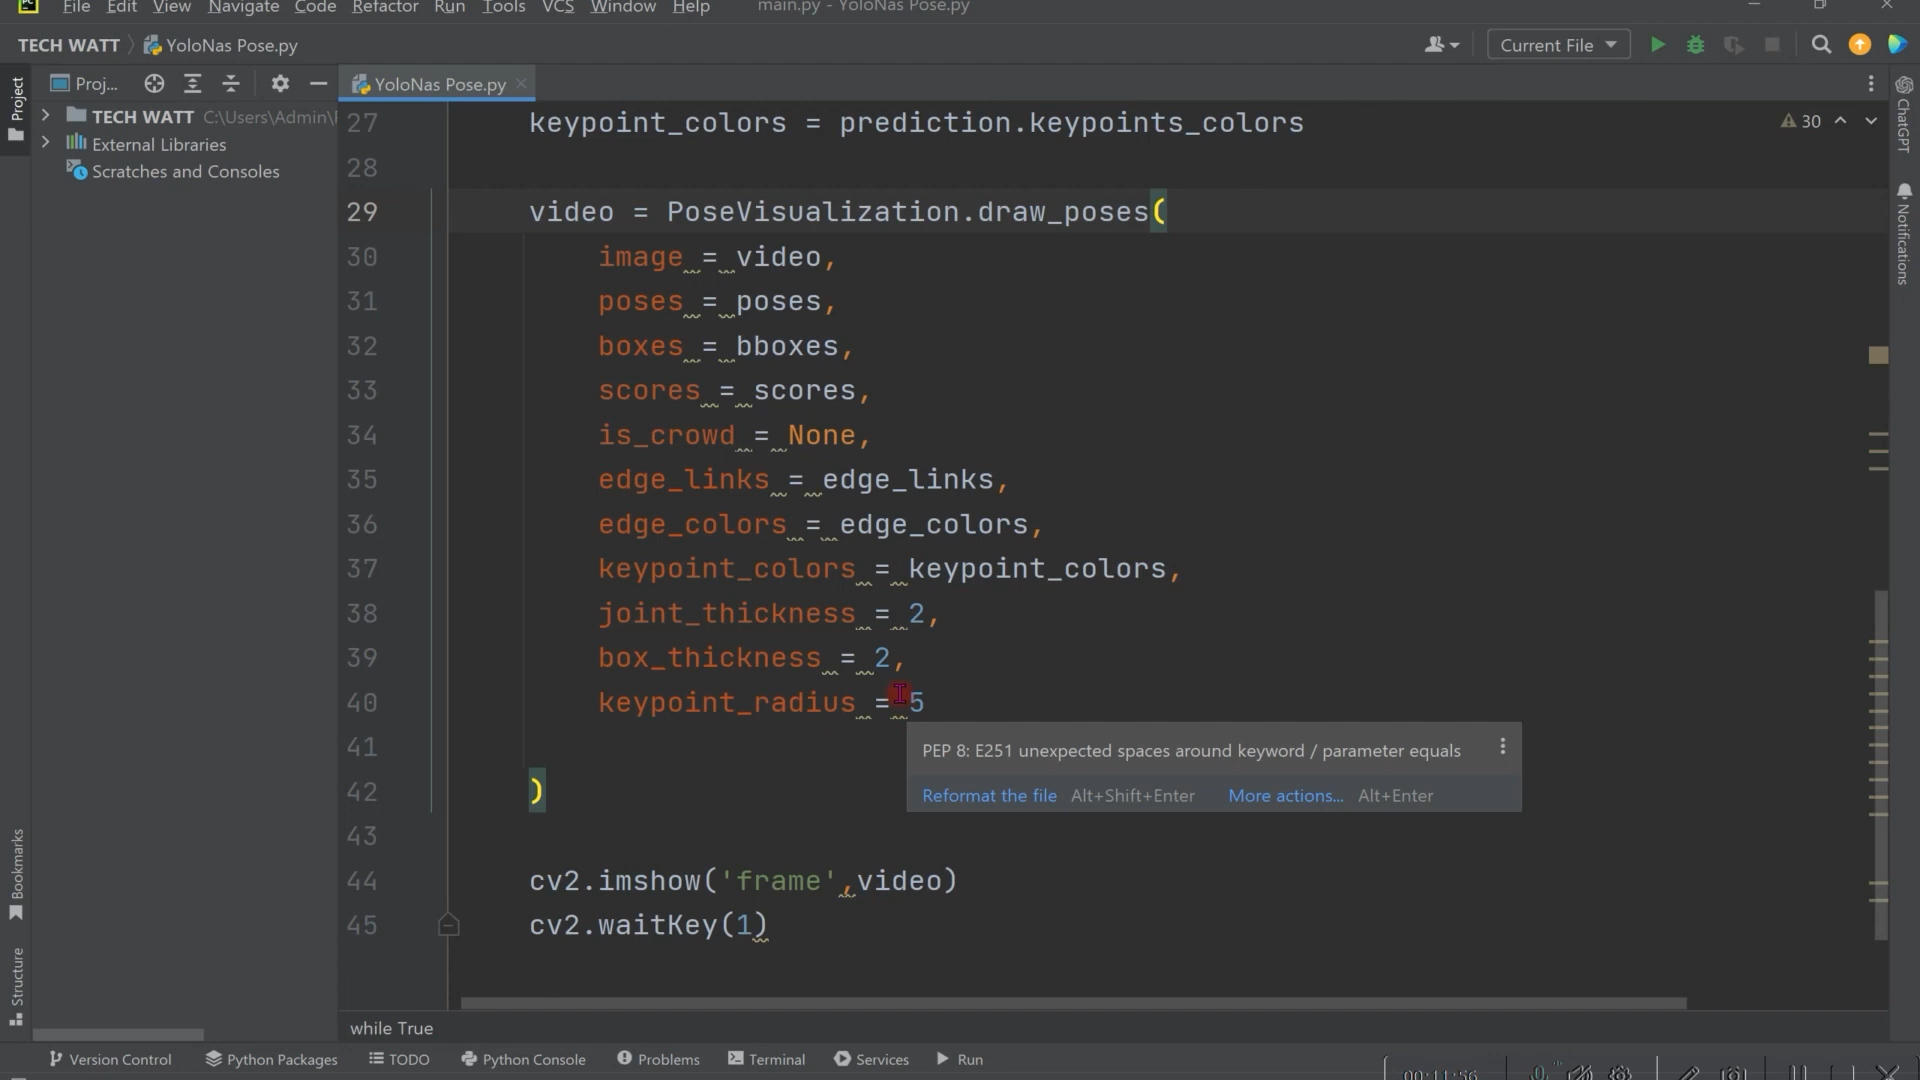 File Edit View Navigate Code Refactor Run Tools VCS Window Help main.py - YoloNas Pose.py
TECH WATT YoloNas Pose.py Current File
Project Proj... YoloNas Pose.py
TECH WATT C:\Users\Admin\
External Libraries
Scratches and Consoles
27 keypoint_colors = prediction.keypoints_colors
30
28
29 video = PoseVisualization.draw_poses(
30 image = video,
31 poses = poses,
32 boxes = bboxes,
33 scores = scores,
34 is_crowd = None,
35 edge_links = edge_links,
36 edge_colors = edge_colors,
37 keypoint_colors = keypoint_colors,
38 joint_thickness = 2,
39 box_thickness = 2,
40 keypoint_radius = 5
41
42 )
43
44 cv2.imshow('frame',video)
45 cv2.waitKey(1)
PEP 8: E251 unexpected spaces around keyword / parameter equals
Reformat the file Alt+Shift+Enter More actions... Alt+Enter
ChatGPT
Notifications
Bookmarks
Structure
while True
Version Control Python Packages TODO Python Console Problems Terminal Services Run
00:11:56